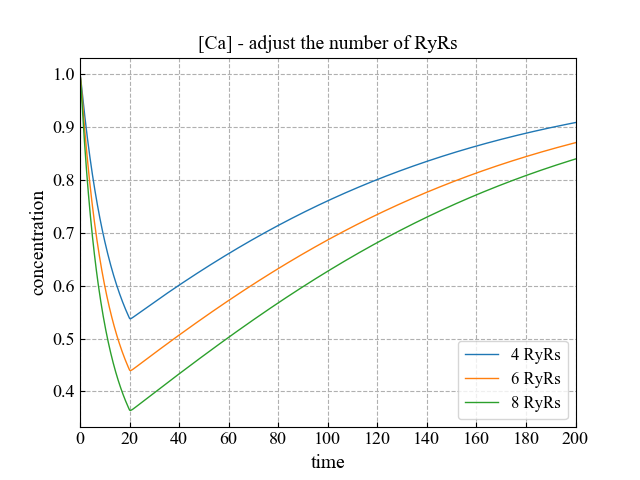 [Ca] - adjust the number of RyRs
concentration
1.0
0.9
0.8
0.7
0.6
0.5
0.4
0 20 40 60 80 100 120 140 160 180 200
time
4 RyRs
6 RyRs
8 RyRs